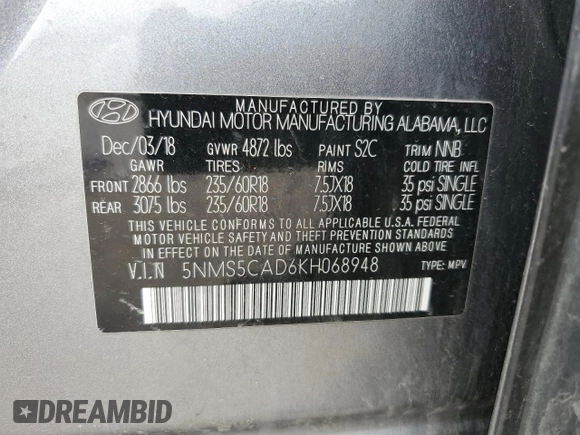 MANUFACTURED BY
HYUNDAI MOTOR MANUFACTURING ALABAMA, LLC
Dec/03/18 GVWR 4872 lbs PAINT S2C TRIM NNB
GAWR TIRES RIMS COLD TIRE INFL
FRONT 2866 lbs 235/60R18 7.5JX18 35 psi SINGLE
REAR 3075 lbs 235/60R18 7.5JX18 35 psi SINGLE
THIS VEHICLE CONFORMS TO ALL APPLICABLE U.S.A. FEDERAL
MOTOR VEHICLE SAFETY AND THEFT PREVENTION STANDARDS
IN EFFECT ON THE DATE OF MANUFACTURE SHOWN ABOVE.
V.I.N 5NMS5CAD6KH068948 TYPE: MPV
DREAMBID